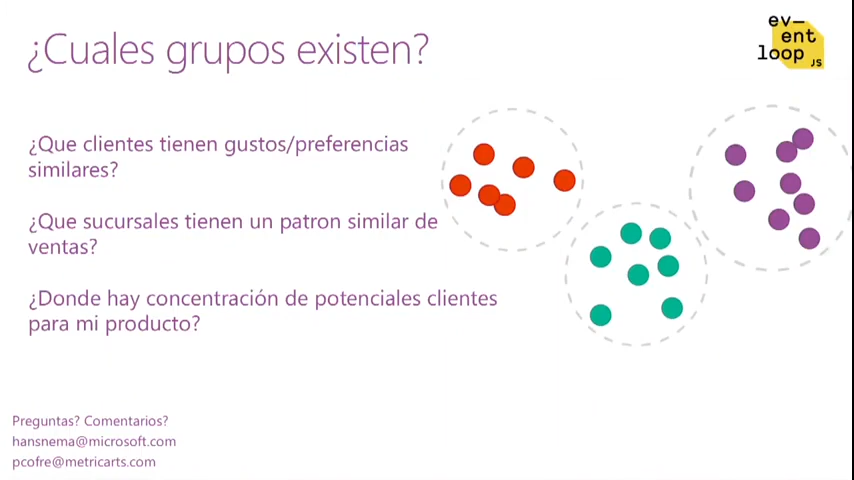 ¿Cuales grupos existen?
ev—
ent
loop
JS
¿Que clientes tienen gustos/preferencias
similares?
¿Que sucursales tienen un patron similar de
ventas?
¿Donde hay concentración de potenciales clientes
para mi producto?
Preguntas? Comentarios?
hansnema@microsoft.com
pcofre@metricarts.com